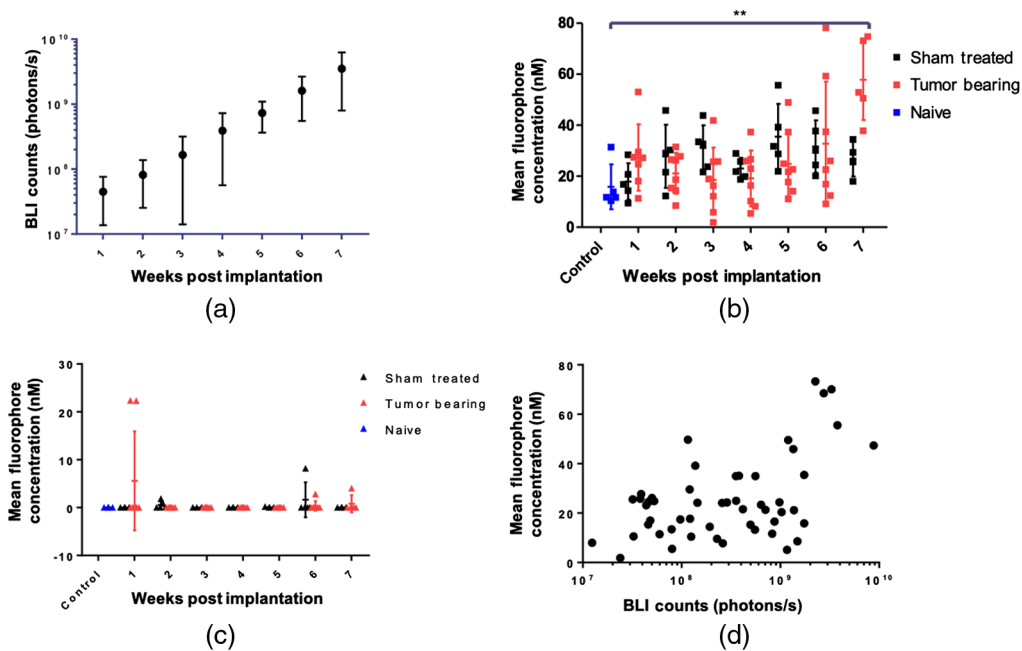 10 10
10 9
10 8
10 7
BLI counts (photons/s)
1 2 3 4 5 6 7
Weeks post implantation
(a)
**
80
60
40
20
0
Mean fluorophore
concentration (nM)
Sham treated
Tumor bearing
Naive
Control 1 2 3 4 5 6 7
Weeks post implantation
(b)
30
20
10
0
-10
Mean fluorophore
concentration (nM)
Sham treated
Tumor bearing
Naive
Control 1 2 3 4 5 6 7
Weeks post implantation
(c)
80
60
40
20
0
Mean fluorophore
concentration (nM)
10^7 10^8 10^9 10^10
BLI counts (photons/s)
(d)